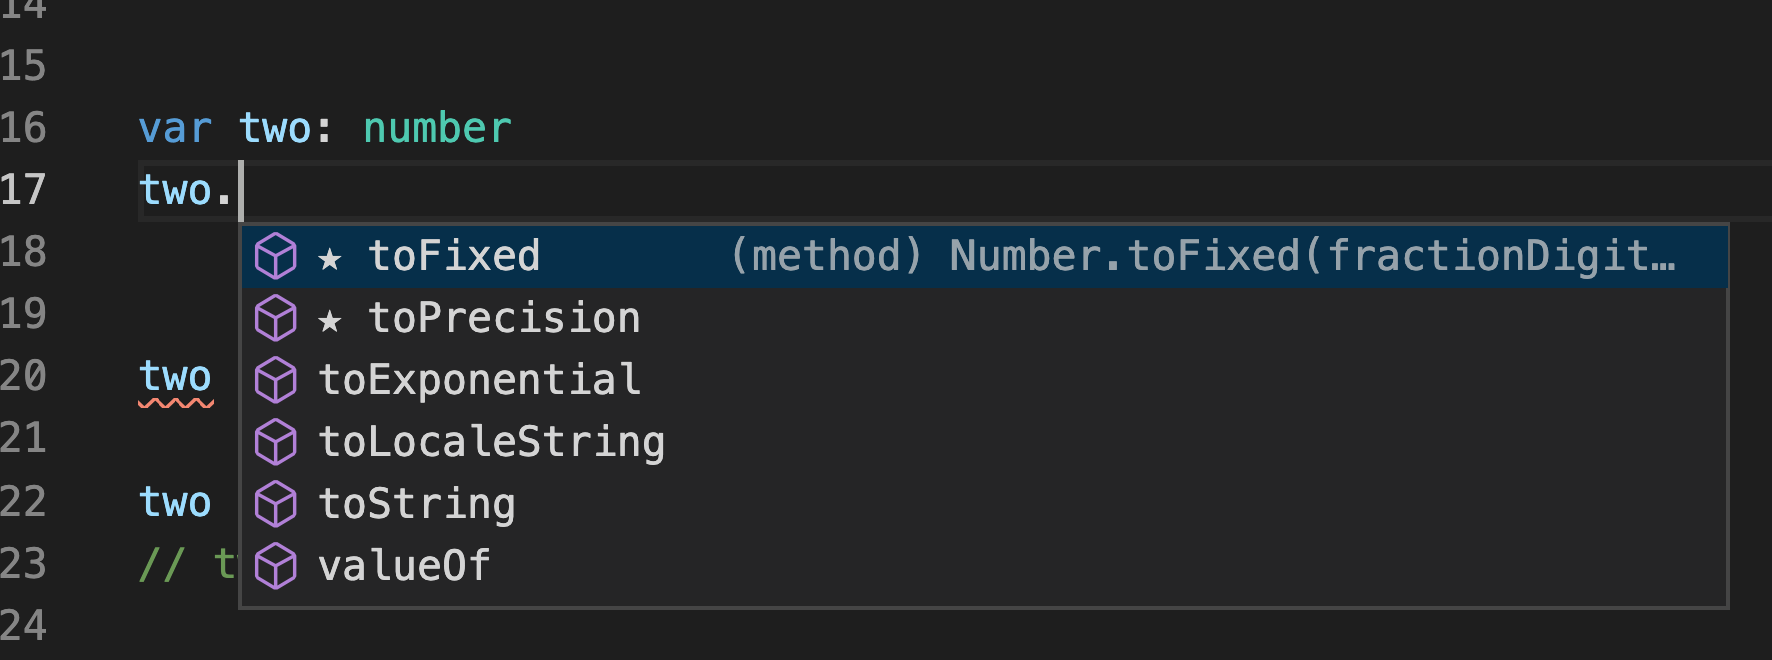 14
15
16 var two: number
17 two.
18 ★ toFixed (method) Number.toFixed(fractionDigit…
19 ★ toPrecision
20 two toExponential
21 toLocaleString
22 two toString
23 // t valueOf
24